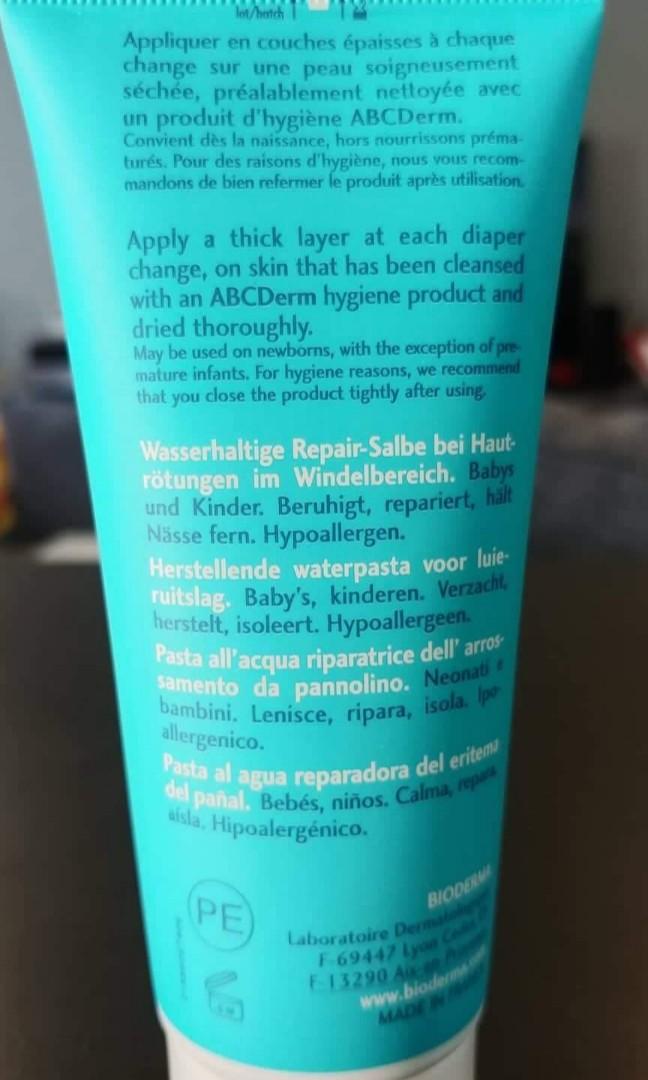 lot/batch
Appliquer en couches épaisses à chaque
change sur une peau soigneusement
séchée, préalablement nettoyée avec
un produit d'hygiène ABCDerm.
Convient dès la naissance, hors nourrissons préma-
turés. Pour des raisons d'hygiène, nous vous recom-
mandons de bien refermer le produit après utilisation.
Apply a thick layer at each diaper
change, on skin that has been cleansed
with an ABCDerm hygiene product and
dried thoroughly.
May be used on newborns, with the exception of pre-
mature infants. For hygiene reasons, we recommend
that you close the product tightly after using.
Wasserhaltige Repair-Salbe bei Haut-
rötungen im Windelbereich. Babys
und Kinder. Beruhigt, repariert, hält
Nässe fern. Hypoallergen.
Herstellende waterpasta voor luie-
ruitslag. Baby's, kinderen. Verzacht,
herstelt, isoleert. Hypoallergeen.
Pasta all'acqua riparatrice dell' arros-
samento da pannolino. Neonati e
bambini. Lenisce, ripara, isola. Ipo-
allergenico.
Pasta al agua reparadora del eritema
del pañal. Bebés, niños. Calma, repara,
aísla. Hipoalergénico.
PE
BIODERMA
Laboratoire
F-69447 Lyon
F-13290 Aix-en
www.bioderma.com
MADE IN FRANCE